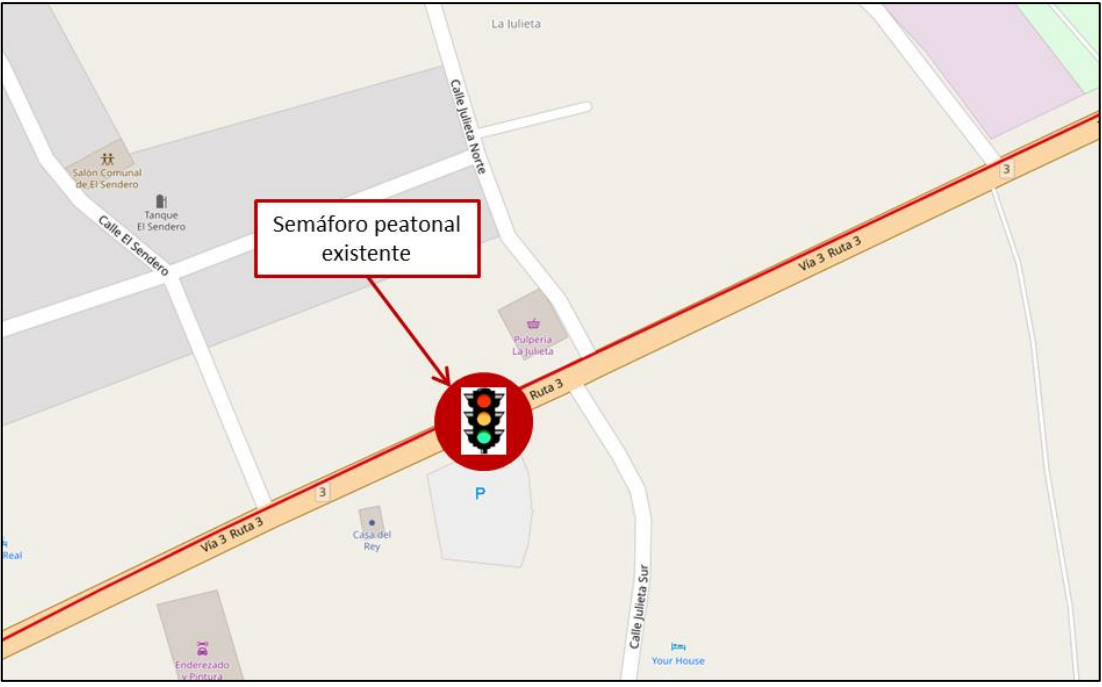 La Julieta
Calle Julieta Norte
Salón Comunal
de El Sendero
Tanque
El Sendero
Calle El Sendero
Semáforo peatonal
existente
3
Vía 3 Ruta 3
Pulpería
La Julieta
Ruta 3
P
3
Casa del
Rey
Vía 3 Ruta 3
Real
Calle Julieta Sur
Your House
Enderezado
y Pintura